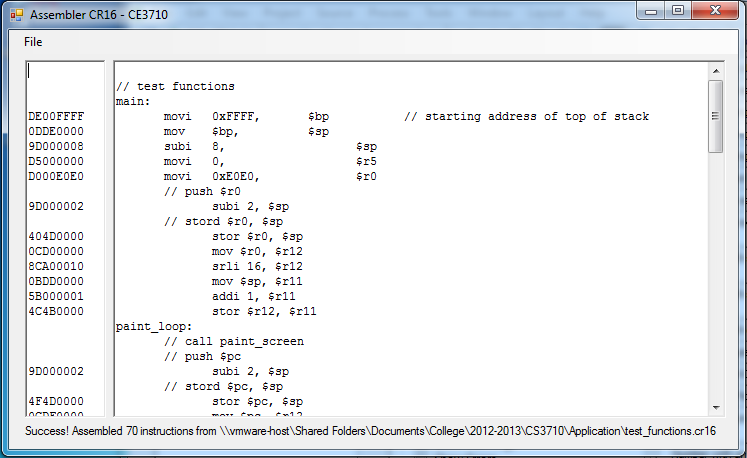 Assembler CR16 - CE3710
File
// test functions
main:
DE00FFFF movi 0xFFFF, $bp // starting address of top of stack
0DDE0000 mov $bp, $sp
9D000008 subi 8, $sp
D5000000 movi 0, $r5
D000E0E0 movi 0xE0E0, $r0
// push $r0
9D000002 subi 2, $sp
// stord $r0, $sp
404D0000 stor $r0, $sp
0CD00000 mov $r0, $r12
8CA00010 srli 16, $r12
0BDD0000 mov $sp, $r11
5B000001 addi 1, $r11
4C4B0000 stor $r12, $r11
paint_loop:
// call paint_screen
// push $pc
9D000002 subi 2, $sp
// stord $pc, $sp
4F4D0000 stor $pc, $sp
0CDF0000 mov $pc, $r12
Success! Assembled 70 instructions from \\vmware-host\Shared Folders\Documents\College\2012-2013\CS3710\Application\test_functions.cr16